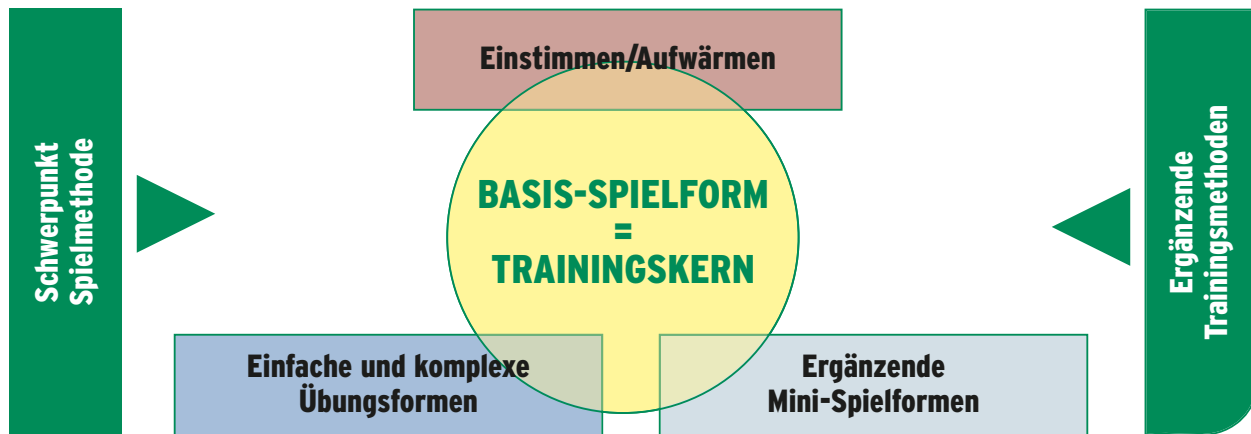 Schwerpunkt
Spielmethode
Einstimmen/Aufwärmen
BASIS-SPIELFORM
=
TRAININGSKERN
Einfache und komplexe
Übungsformen
Ergänzende
Mini-Spielformen
Ergänzende
Trainingsmethoden